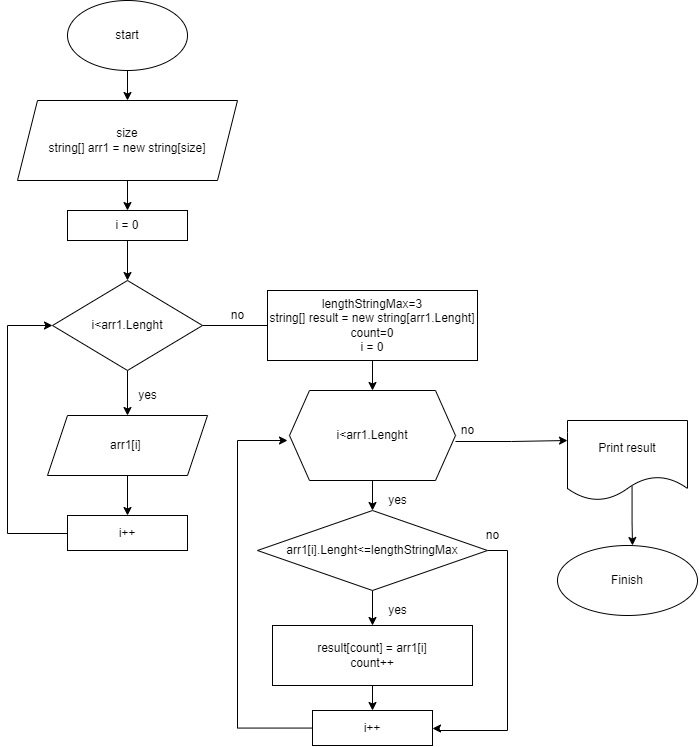 start
size
string[] arr1 = new string[size]
i = 0
i<arr1.Lenght
no
yes
arr1[i]
i++
lengthStringMax=3
string[] result = new string[arr1.Lenght]
count=0
i = 0
i<arr1.Lenght
no
yes
arr1[i].Lenght<=lengthStringMax
no
yes
result[count] = arr1[i]
count++
i++
Print result
Finish